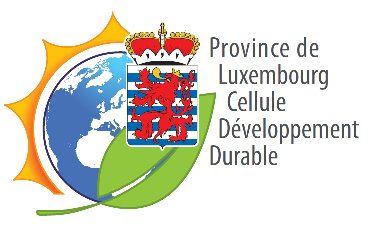 Province de
Luxembourg
Cellule
Développement
Durable